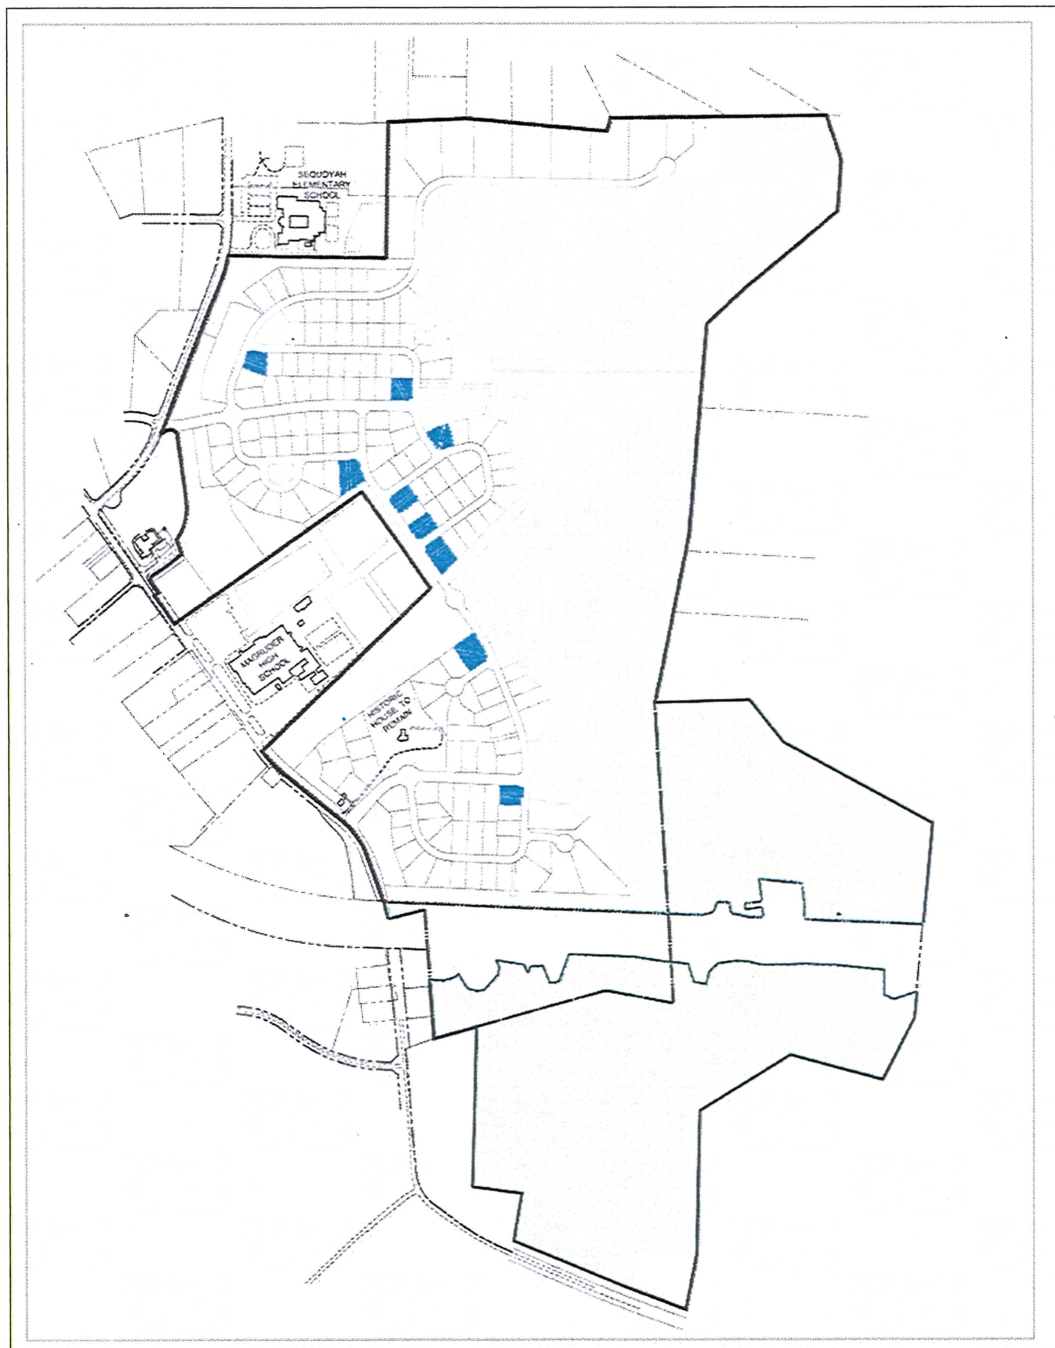 SEQUOYAH
ELEMENTARY
SCHOOL
MAGRUDER
HIGH
SCHOOL
HISTORIC
HOUSE TO
REMAIN